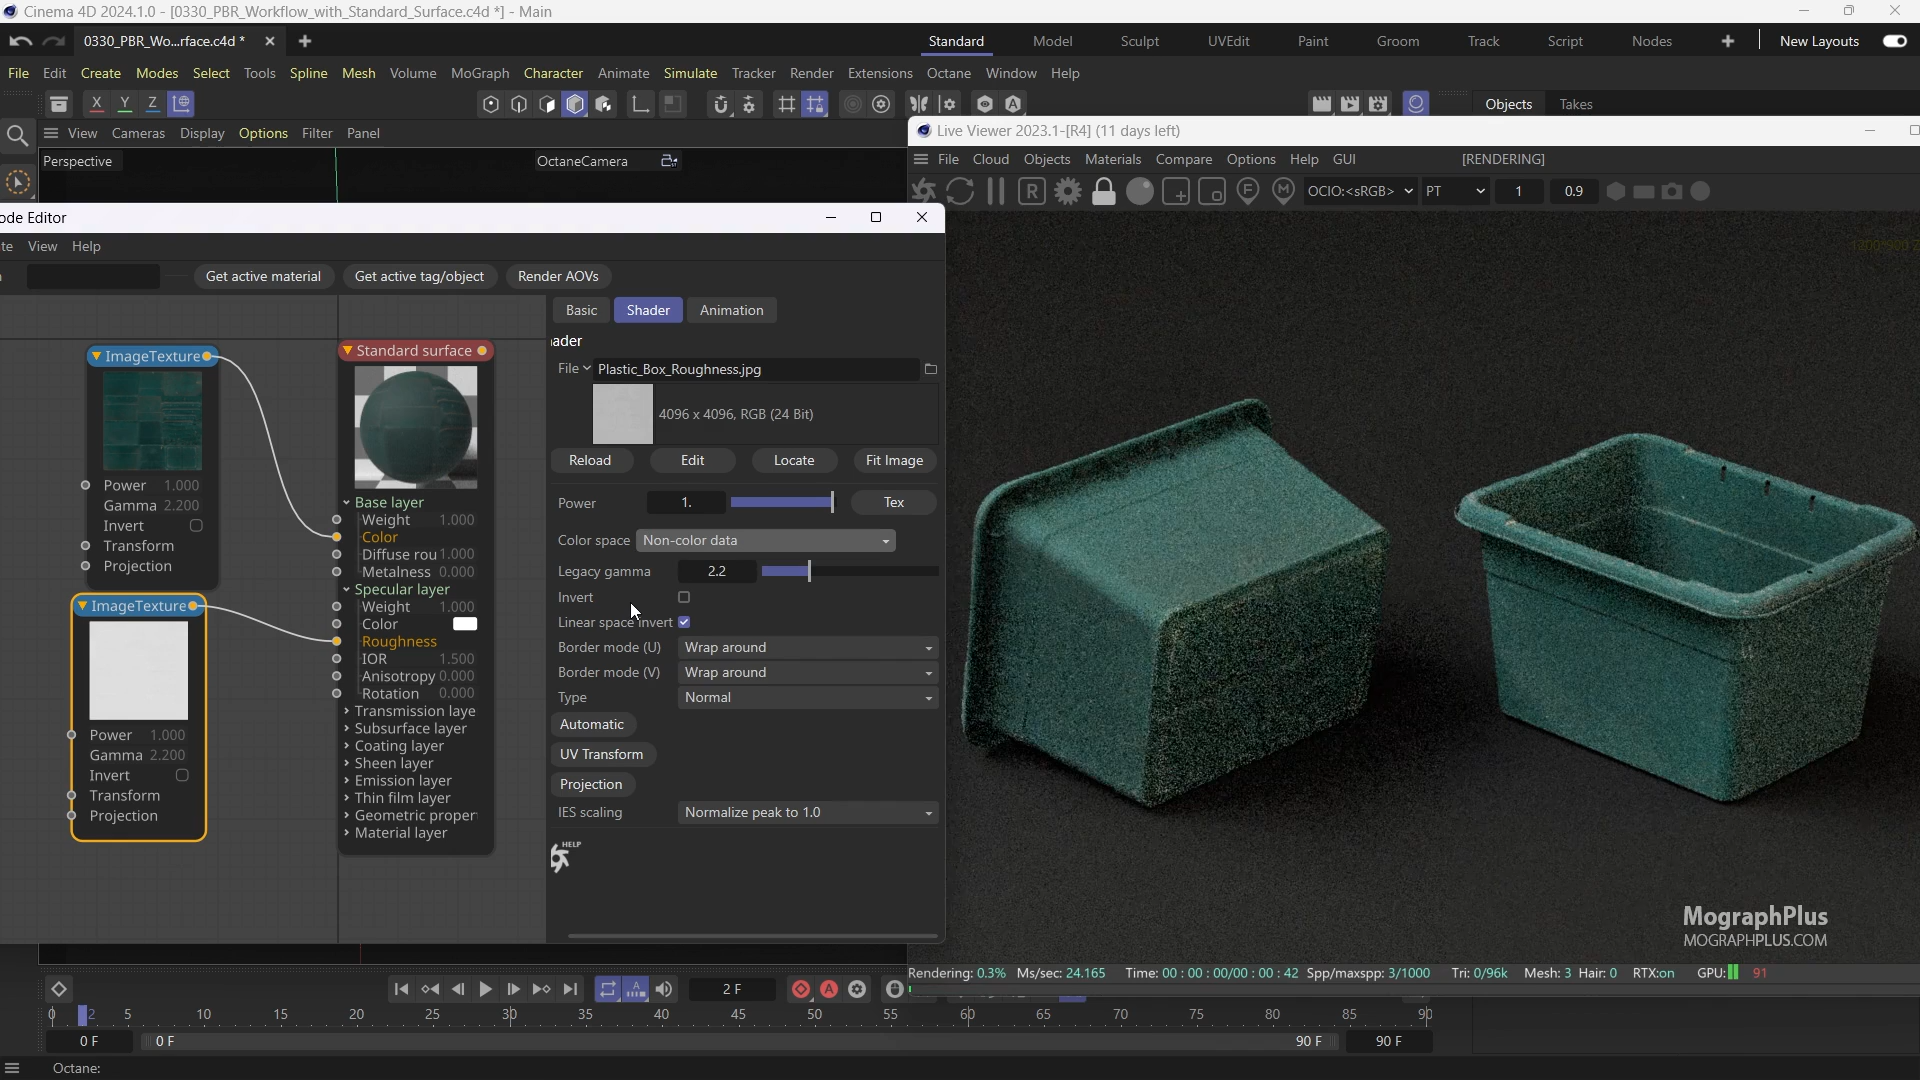 Cinema 4D 2024.1.0 - [0330_PBR_Workflow_with_Standard_Surface.c4d *] - Main
0330_PBR_Wo...rface.c4d *
Standard Model Sculpt UVEdit Paint Groom Track Script Nodes New Layouts
File Edit Create Modes Select Tools Spline Mesh Volume MoGraph Character Animate Simulate Tracker Render Extensions Octane Window Help
X Y Z
Objects Takes
View Cameras Display Options Filter Panel
Live Viewer 2023.1-[R4] (11 days left)
Perspective
OctaneCamera
File Cloud Objects Materials Compare Options Help GUI [RENDERING]
OCIO:<sRGB> PT 1 0.9
ode Editor
te View Help
Get active material Get active tag/object Render AOVs
Basic Shader Animation
ader
File Plastic_Box_Roughness.jpg
4096 x 4096, RGB (24 Bit)
Reload Edit Locate Fit Image
Power 1. Tex
Color space Non-color data
Legacy gamma 2.2
Invert
Linear space invert
Border mode (U) Wrap around
Border mode (V) Wrap around
Type Normal
Automatic
UV Transform
Projection
IES scaling Normalize peak to 1.0
HELP
ImageTexture
Power 1.000
Gamma 2.200
Invert
Transform
Projection
ImageTexture
Power 1.000
Gamma 2.200
Invert
Transform
Projection
Standard surface
Base layer
Weight 1.000
Color
Diffuse rou 1.000
Metalness 0.000
Specular layer
Weight 1.000
Color
Roughness
IOR 1.500
Anisotropy 0.000
Rotation 0.000
Transmission laye
Subsurface layer
Coating layer
Sheen layer
Emission layer
Thin film layer
Geometric proper
Material layer
MographPlus
MOGRAPHPLUS.COM
Rendering: 0.3% Ms/sec: 24.165 Time: 00 : 00 : 00/00 : 00 : 42 Spp/maxspp: 3/1000 Tri: 0/96k Mesh: 3 Hair: 0 RTX:on GPU: 91
2 F
0 2 5 10 15 20 25 30 35 40 45 50 55 60 65 70 75 80 85 90
0 F 0 F 90 F 90 F
Octane: